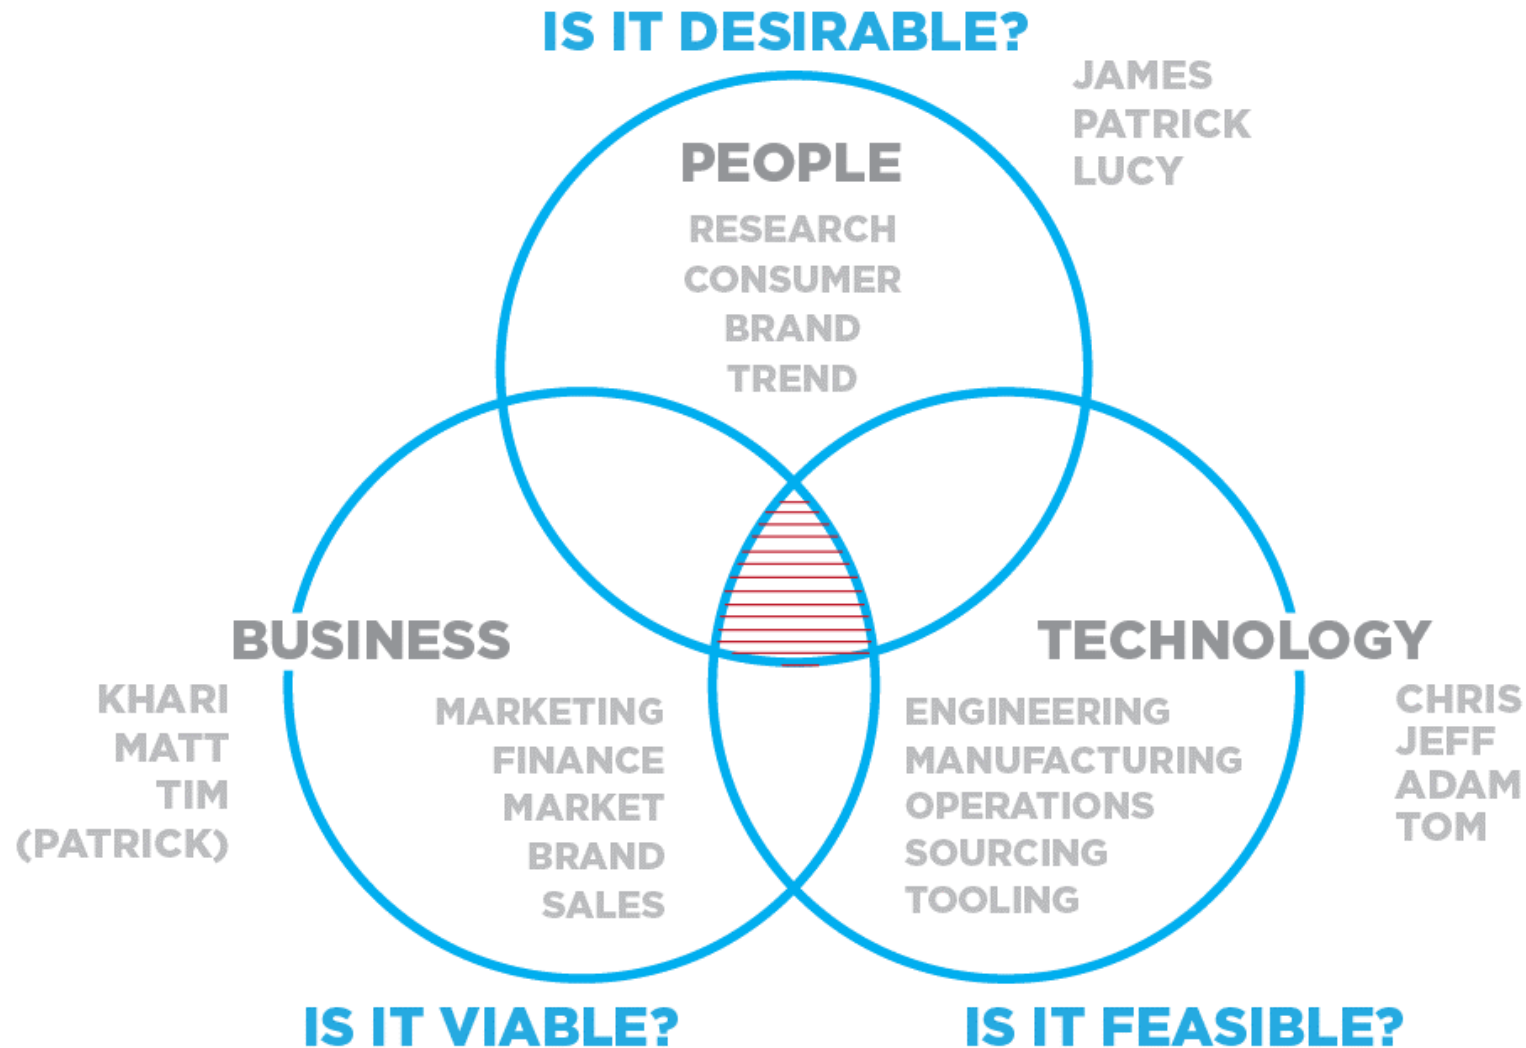 IS IT DESIRABLE?
JAMES
PATRICK
LUCY
PEOPLE
RESEARCH
CONSUMER
BRAND
TREND
BUSINESS
KHARI
MATT
TIM
(PATRICK)
MARKETING
FINANCE
MARKET
BRAND
SALES
TECHNOLOGY
ENGINEERING
MANUFACTURING
OPERATIONS
SOURCING
TOOLING
CHRIS
JEFF
ADAM
TOM
IS IT VIABLE?
IS IT FEASIBLE?